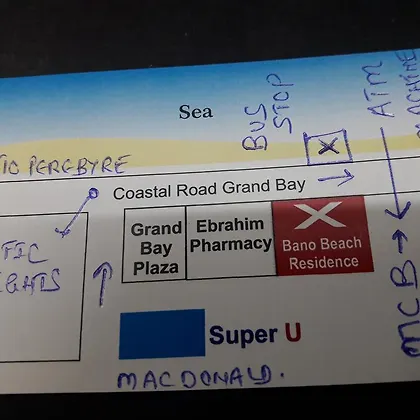 Sea
BUS
STOP
ATM
MACHINE
TO PEREBYRE
X
Coastal Road Grand Bay
Grand
Bay
Plaza
Ebrahim
Pharmacy
X
Bano Beach
Residence
MCB
Super U
MACDONALD.